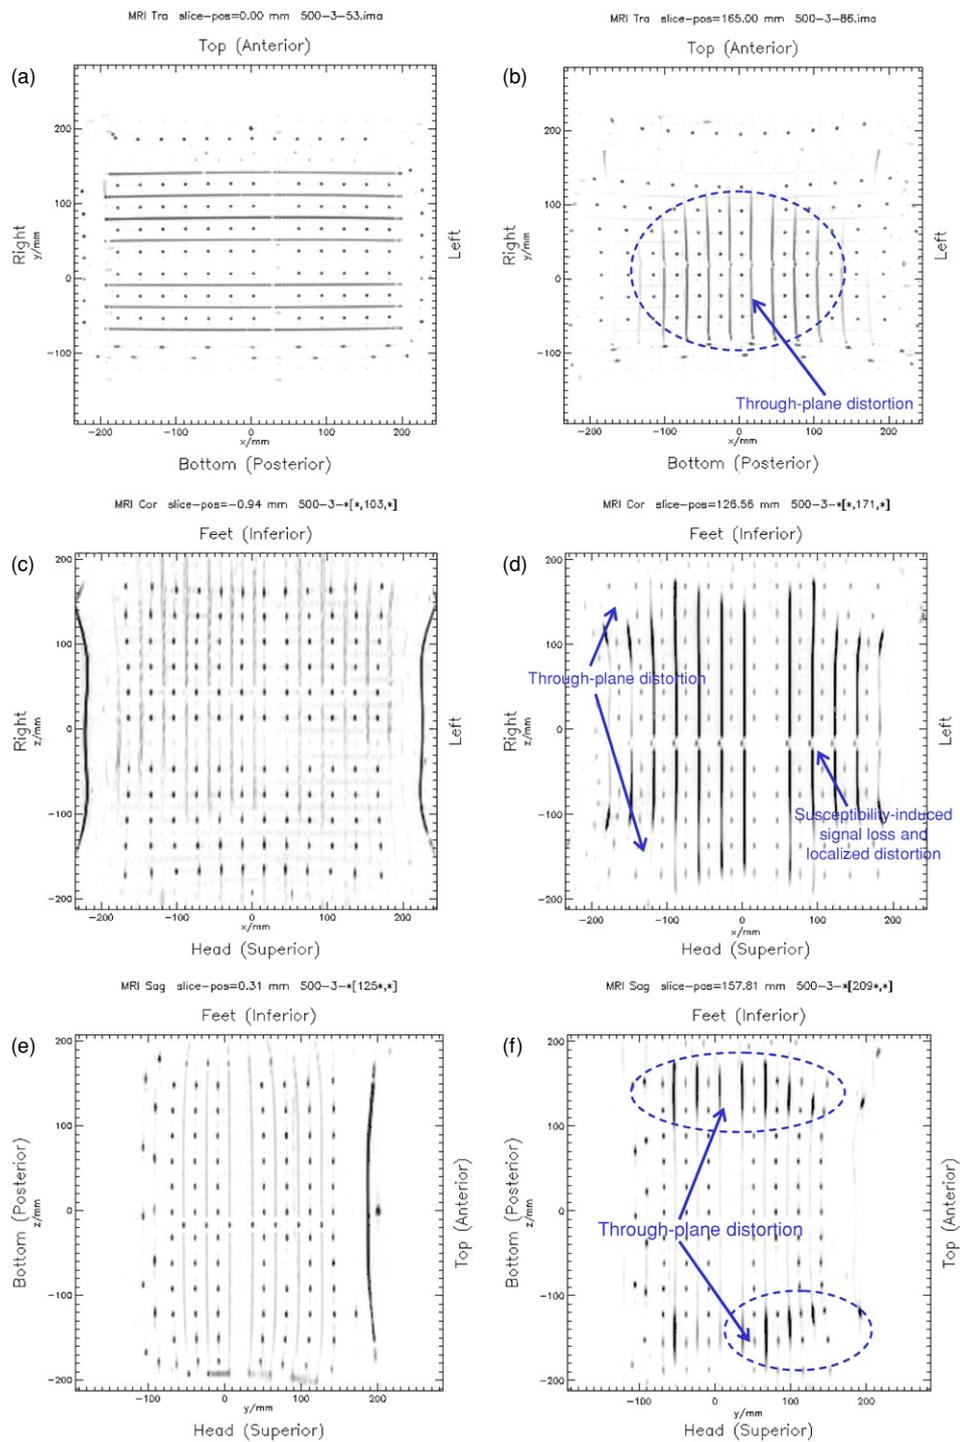 MRI Tra slice-pos=0.00 mm 500-3-53.ima
Top (Anterior)
(a)
200
100
0
-100
Right
y/mm
Left
-200
-100
0
100
200
x/mm
Bottom (Posterior)
MRI Tra slice-pos=165.00 mm 500-3-86.ima
Top (Anterior)
(b)
200
100
0
-100
Right
y/mm
Left
Through-plane distortion
-200
-100
0
100
200
x/mm
Bottom (Posterior)
MRI Cor slice-pos=-0.94 mm 500-3-*[*,103,*]
Feet (Inferior)
(c)
200
100
0
-100
-200
Right
z/mm
Left
-200
-100
0
100
200
x/mm
Head (Superior)
MRI Cor slice-pos=126.56 mm 500-3-*[*,171,*]
Feet (Inferior)
(d)
200
100
0
-100
-200
Right
z/mm
Left
Through-plane distortion
Susceptibility-induced
signal loss and
localized distortion
-200
-100
0
100
200
x/mm
Head (Superior)
MRI Sag slice-pos=0.31 mm 500-3-*[125*,*]
Feet (Inferior)
(e)
200
100
0
-100
-200
Bottom (Posterior)
z/mm
Top (Anterior)
-100
0
100
200
y/mm
Head (Superior)
MRI Sag slice-pos=157.81 mm 500-3-*[209*,*]
Feet (Inferior)
(f)
200
100
0
-100
-200
Bottom (Posterior)
z/mm
Top (Anterior)
Through-plane distortion
-100
0
100
200
y/mm
Head (Superior)